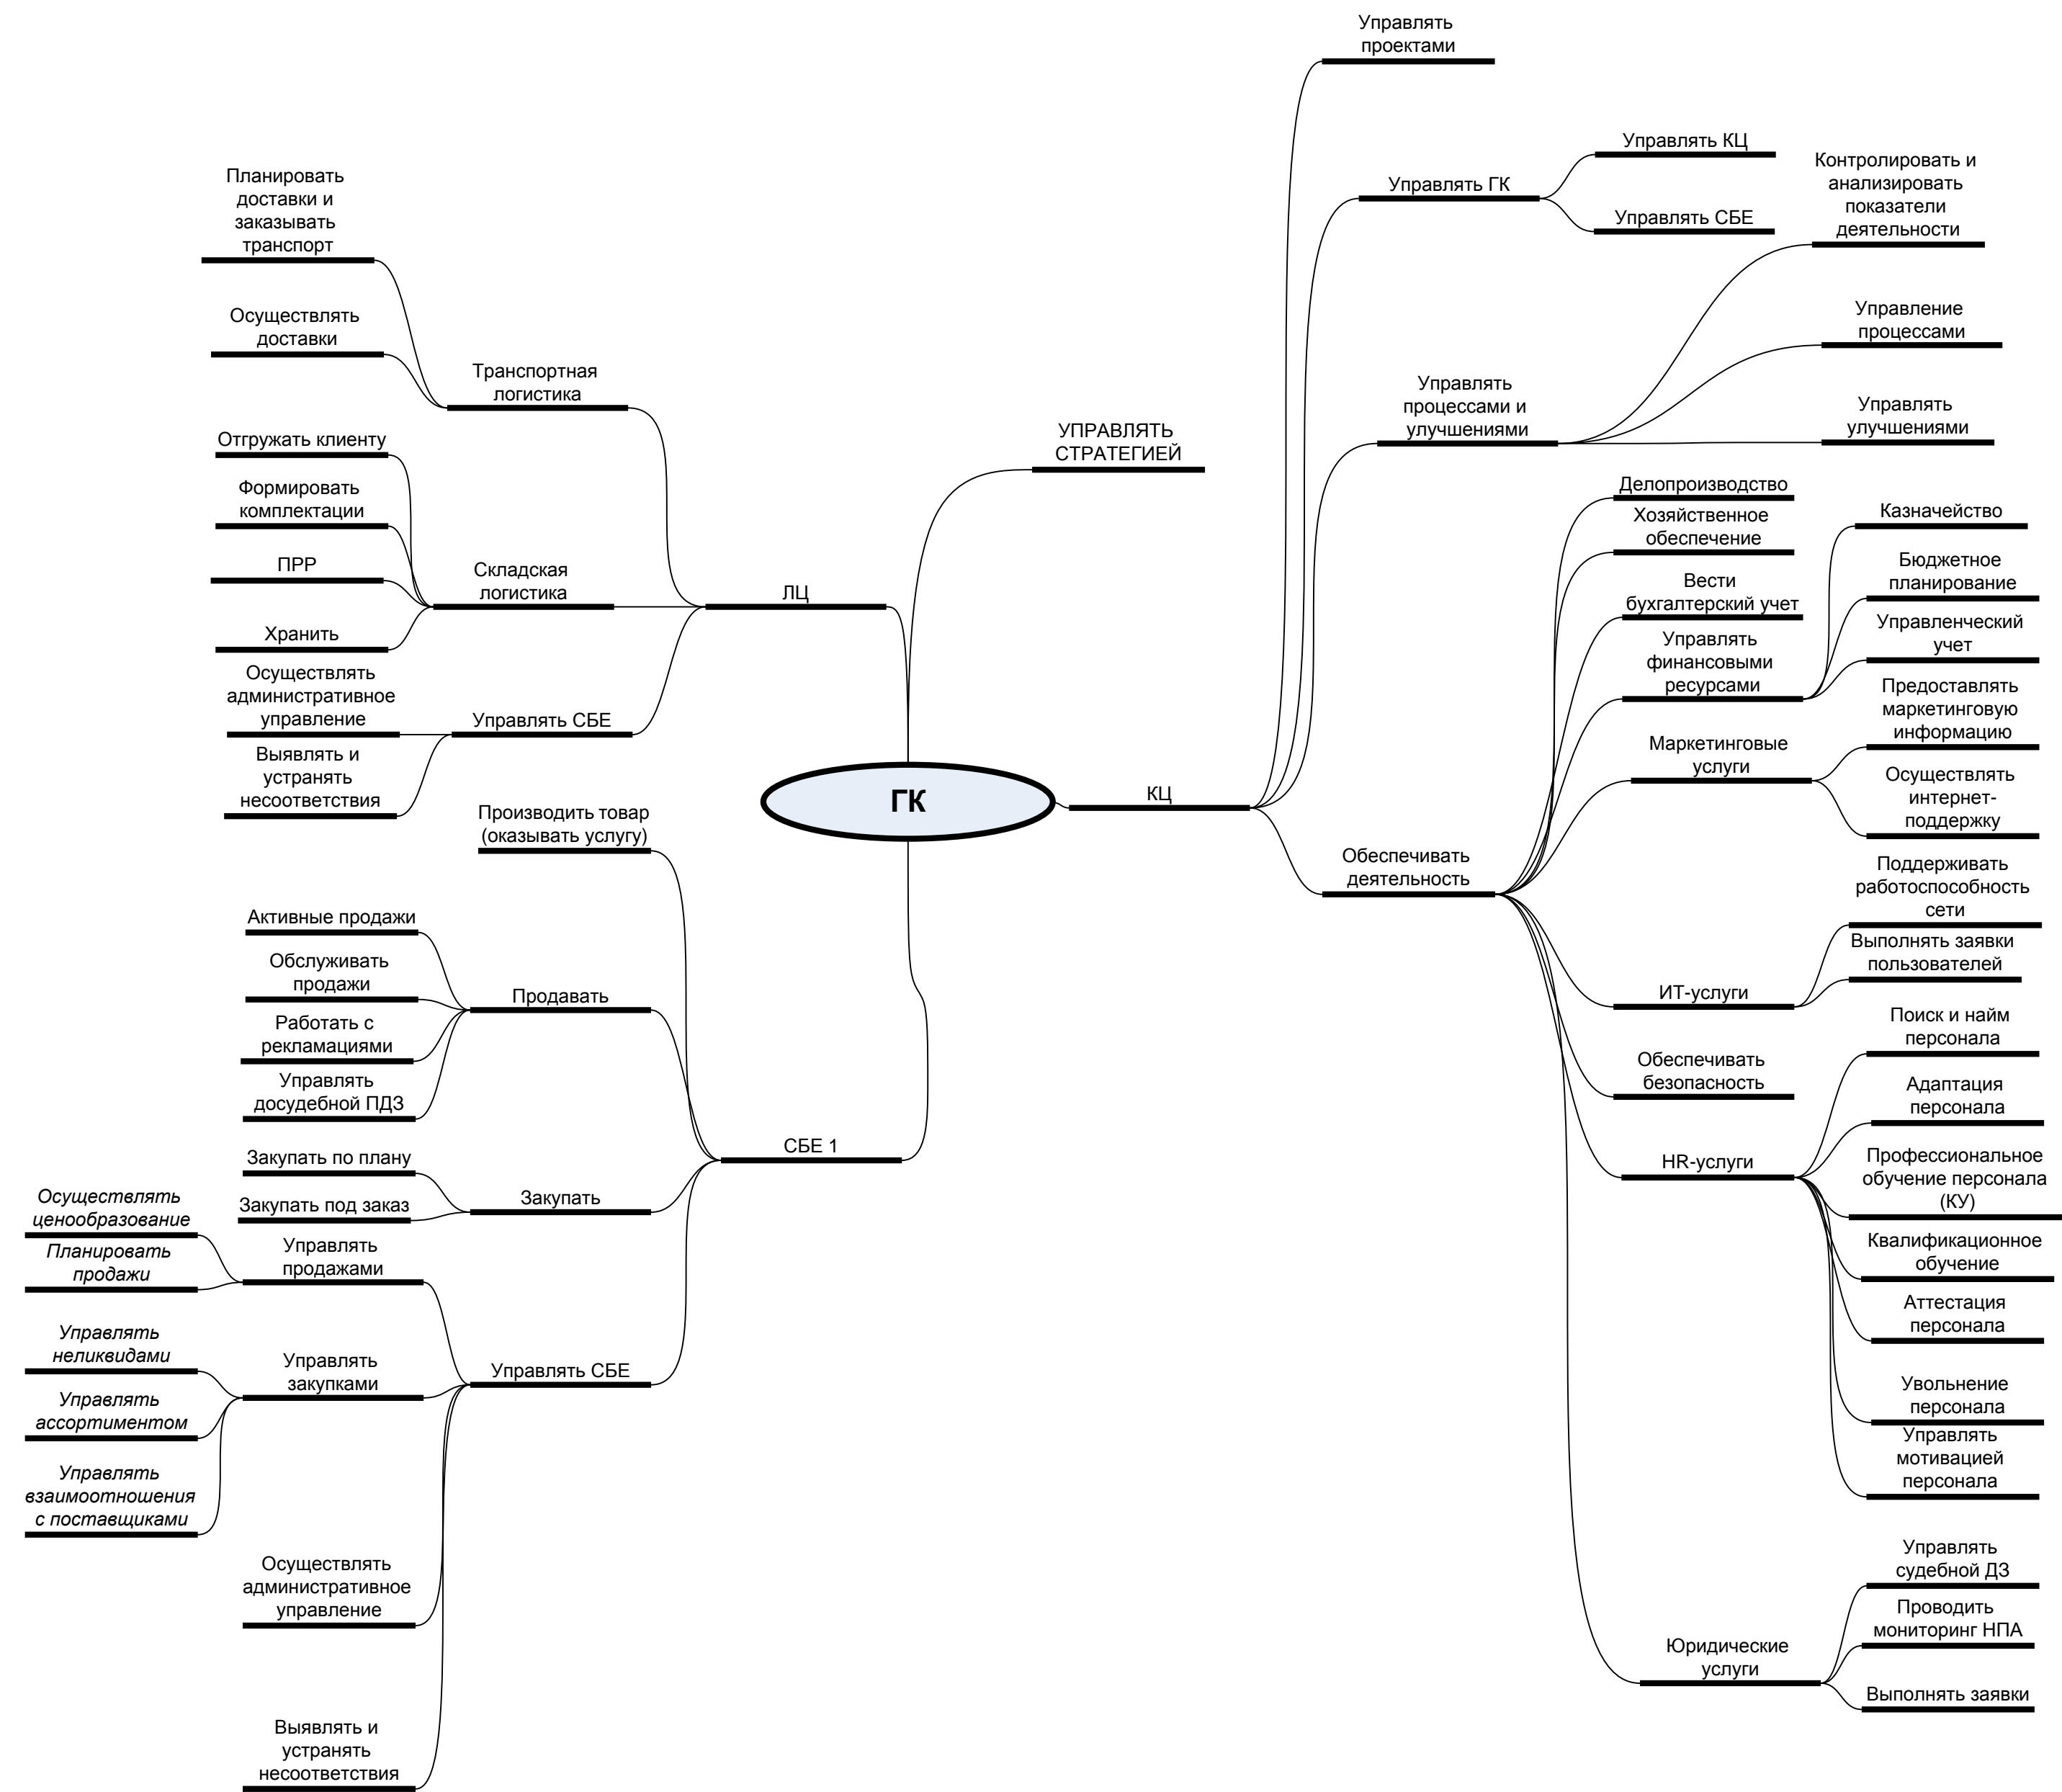 ГК
УПРАВЛЯТЬ
СТРАТЕГИЕЙ
КЦ
Управлять
проектами
Управлять ГК
Управлять КЦ
Управлять СБЕ
Управлять
процессами и
улучшениями
Контролировать и
анализировать
показатели
деятельности
Управление
процессами
Управлять
улучшениями
Обеспечивать
деятельность
Делопроизводство
Хозяйственное
обеспечение
Вести
бухгалтерский учет
Управлять
финансовыми
ресурсами
Казначейство
Бюджетное
планирование
Управленческий
учет
Маркетинговые
услуги
Предоставлять
маркетинговую
информацию
Осуществлять
интернет-
поддержку
ИТ-услуги
Поддерживать
работоспособность
сети
Выполнять заявки
пользователей
Обеспечивать
безопасность
HR-услуги
Поиск и найм
персонала
Адаптация
персонала
Профессиональное
обучение персонала
(КУ)
Квалификационное
обучение
Аттестация
персонала
Увольнение
персонала
Управлять
мотивацией
персонала
Юридические
услуги
Управлять
судебной ДЗ
Проводить
мониторинг НПА
Выполнять заявки
ЛЦ
Транспортная
логистика
Планировать
доставки и
заказывать
транспорт
Осуществлять
доставки
Складская
логистика
Отгружать клиенту
Формировать
комплектации
ПРР
Хранить
Управлять СБЕ
Осуществлять
административное
управление
Выявлять и
устранять
несоответствия
СБЕ 1
Производить товар
(оказывать услугу)
Продавать
Активные продажи
Обслуживать
продажи
Работать с
рекламациями
Управлять
досудебной ПДЗ
Закупать
Закупать по плану
Закупать под заказ
Управлять СБЕ
Управлять
продажами
Осуществлять
ценообразование
Планировать
продажи
Управлять
закупками
Управлять
неликвидами
Управлять
ассортиментом
Управлять
взаимоотношения
с поставщиками
Осуществлять
административное
управление
Выявлять и
устранять
несоответствия